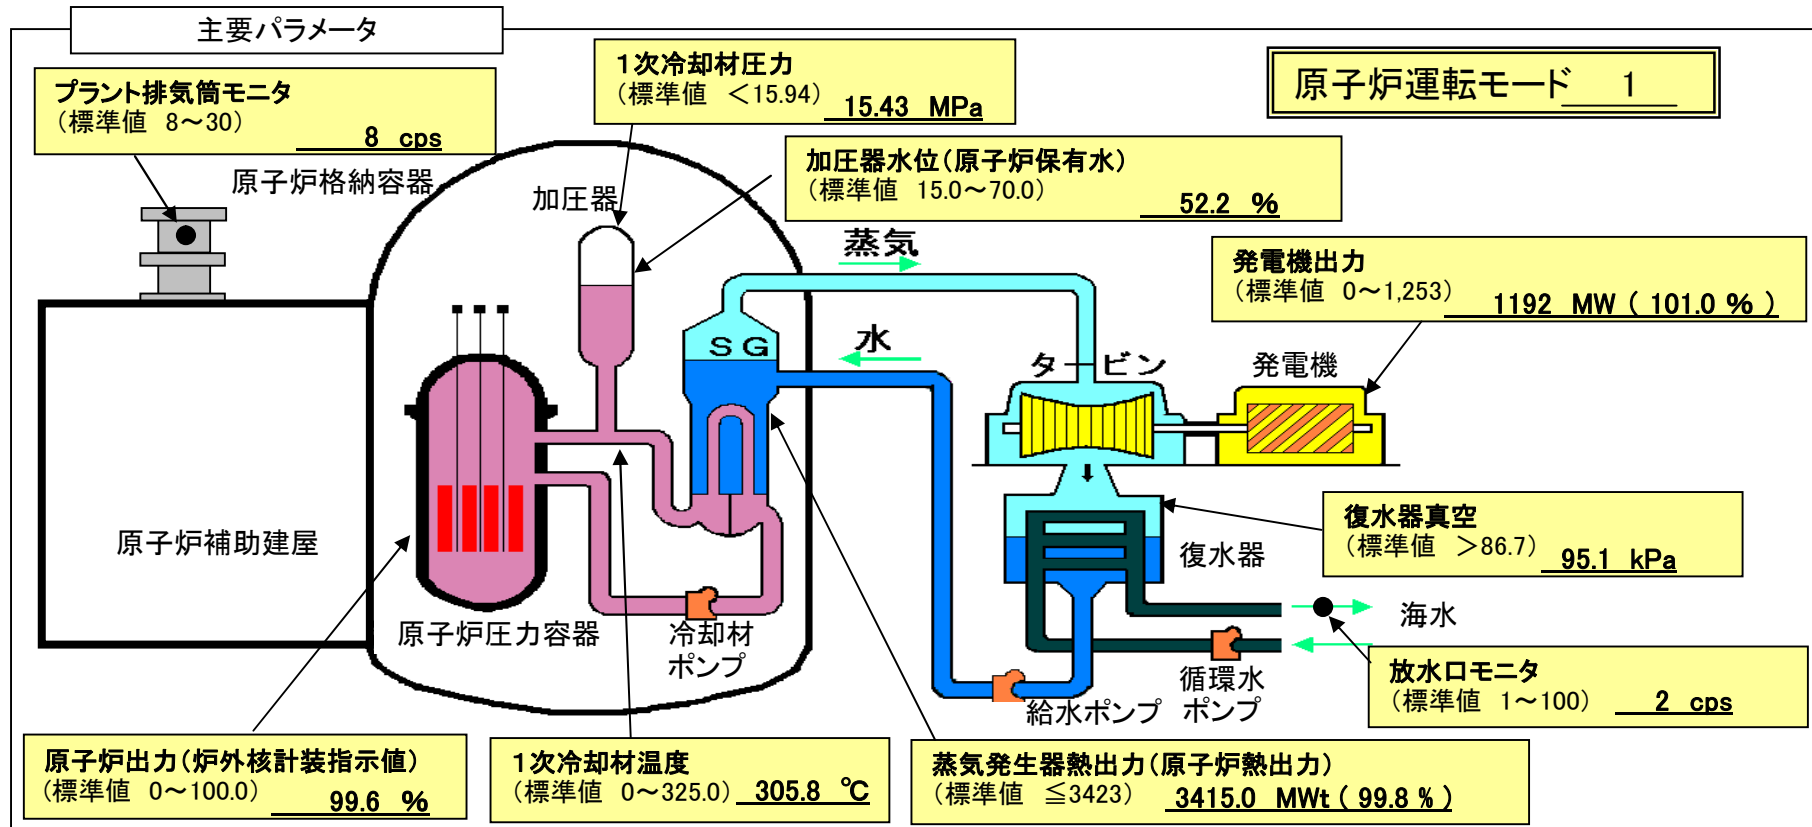 主要パラメータ
プラント排気筒モニタ
(標準値 8～30)
8 cps
1次冷却材圧力
(標準値 ＜15.94)
15.43 MPa
原子炉運転モード 1
加圧器水位(原子炉保有水)
(標準値 15.0～70.0)
52.2 %
原子炉格納容器
加圧器
蒸気
発電機出力
(標準値 0～1,253)
1192 MW ( 101.0 % )
SG
水
タービン
発電機
復水器真空
(標準値 ＞86.7)
95.1 kPa
原子炉補助建屋
復水器
海水
原子炉圧力容器
冷却材
ポンプ
給水ポンプ
循環水
ポンプ
放水口モニタ
(標準値 1～100)
2 cps
原子炉出力(炉外核計装指示値)
(標準値 0～100.0)
99.6 %
1次冷却材温度
(標準値 0～325.0)
305.8 ℃
蒸気発生器熱出力(原子炉熱出力)
(標準値 ≦3423)
3415.0 MWt ( 99.8 % )